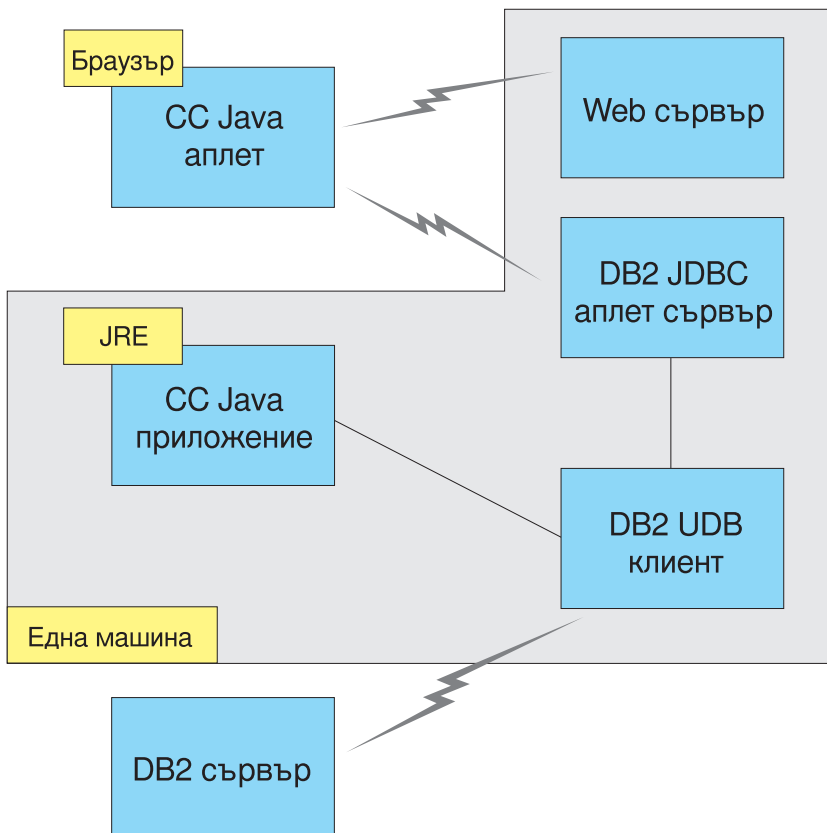 Браузър
CC Java
аплет
Web сървър
DB2 JDBC
аплет сървър
JRE
CC Java
приложение
DB2 UDB
клиент
Една машина
DB2 сървър